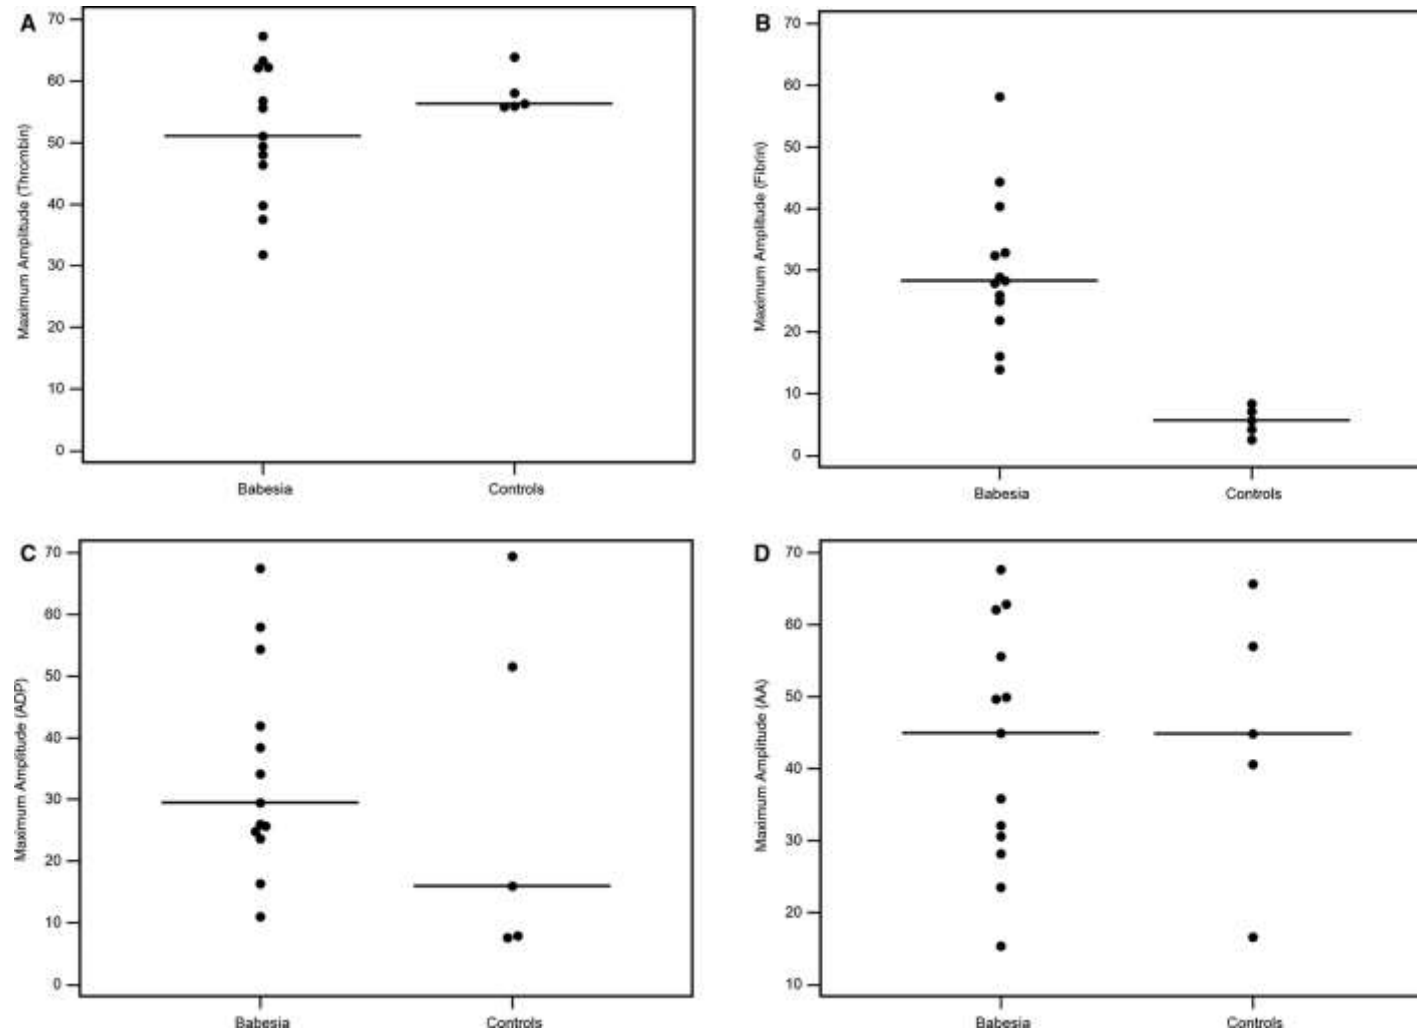 A
Maximum Amplitude (Thrombin)
70
60
50
40
30
20
10
0
Babesia
Controls
B
Maximum Amplitude (Fibrin)
70
60
50
40
30
20
10
0
Babesia
Controls
C
Maximum Amplitude (ADP)
70
60
50
40
30
20
10
0
Babesia
Controls
D
Maximum Amplitude (AA)
70
60
50
40
30
20
10
Babesia
Controls